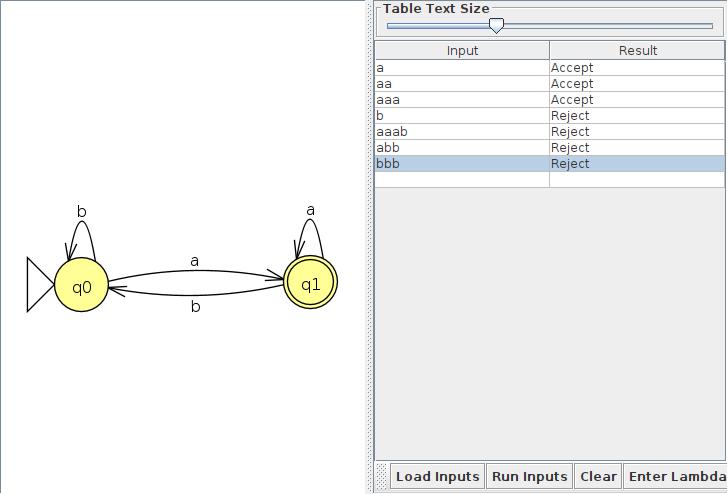 Table Text Size
Input Result
a Accept
aa Accept
aaa Accept
b Reject
aaab Reject
abb Reject
bbb Reject
b
a
a
q0
q1
b
Load Inputs Run Inputs Clear Enter Lambda